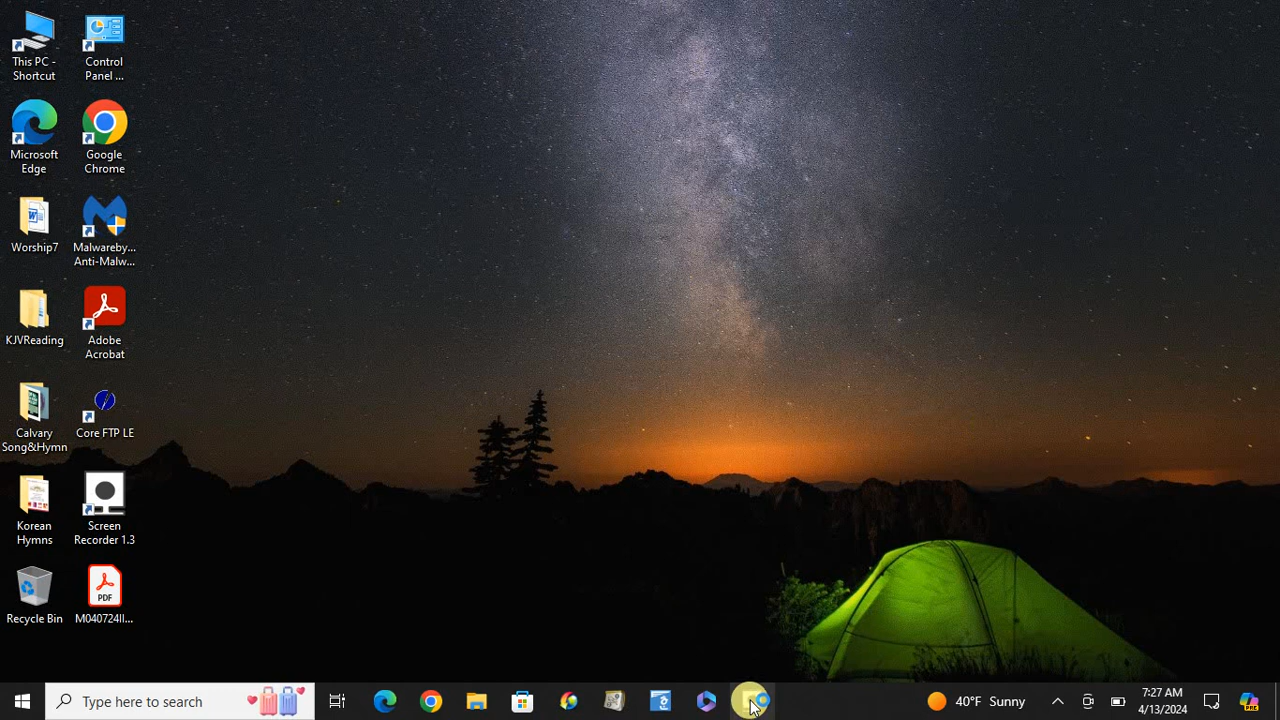 This PC -
Shortcut
Control
Panel ...
Microsoft
Edge
Google
Chrome
Worship7
Malwareby...
Anti-Malw...
KJVReading
Adobe
Acrobat
Calvary
Song&Hymn
Core FTP LE
Korean
Hymns
Screen
Recorder 1.3
PDF
Recycle Bin
M040724II...
Type here to search
40°F Sunny
7:27 AM
4/13/2024
PRE